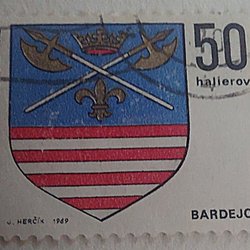 50
halierov
J. HERČÍK 1969
BARDEJO